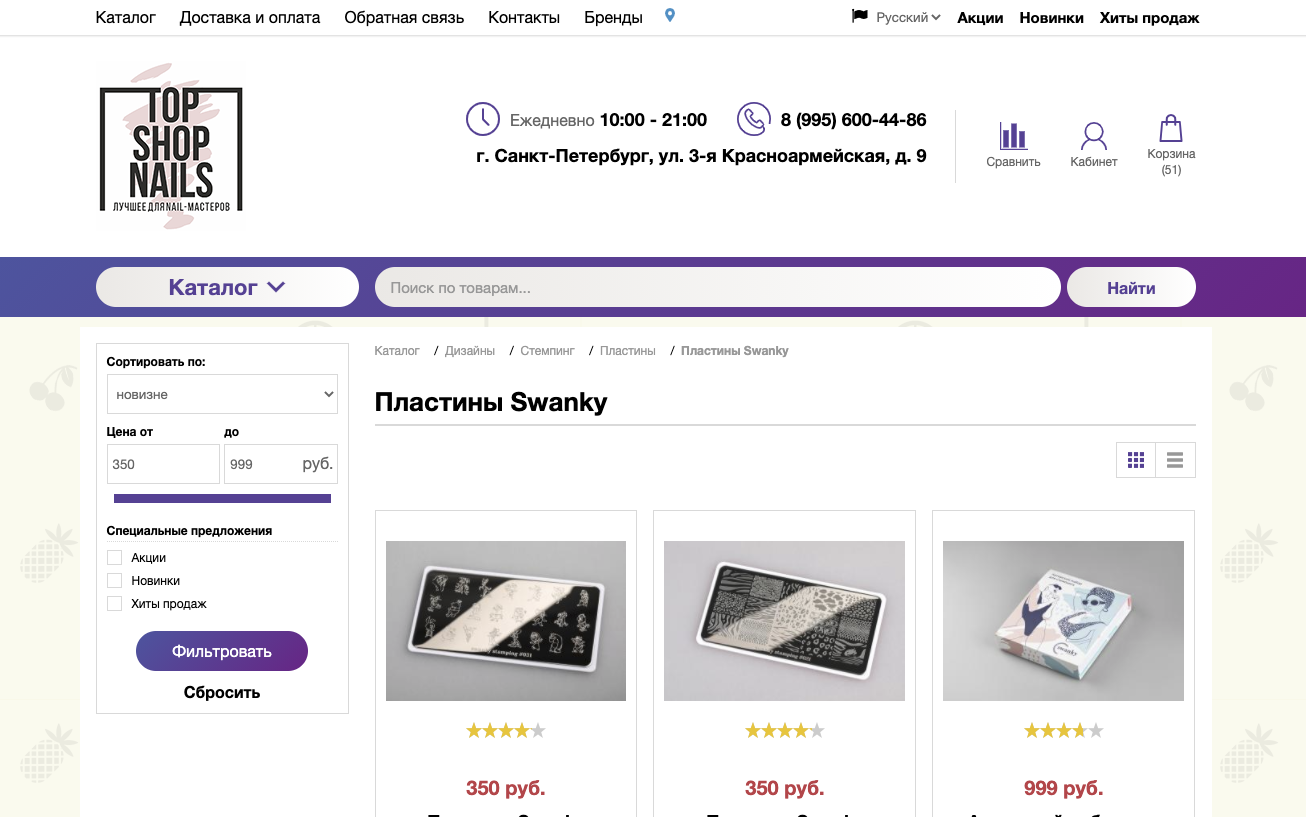 Каталог Доставка и оплата Обратная связь Контакты Бренды Русский Акции Новинки Хиты продаж
TOP
SHOP
NAILS
ЛУЧШЕЕ ДЛЯ NAIL-МАСТЕРОВ
Ежедневно 10:00 - 21:00 8 (995) 600-44-86
г. Санкт-Петербург, ул. 3-я Красноармейская, д. 9
Сравнить Кабинет Корзина
(51)
Каталог Поиск по товарам... Найти
Каталог / Дизайны / Стемпинг / Пластины / Пластины Swanky
Сортировать по:
новизне
Цена от до
350 999 руб.
Специальные предложения
Акции
Новинки
Хиты продаж
Фильтровать
Сбросить
Пластины Swanky
350 руб. 350 руб. 999 руб.